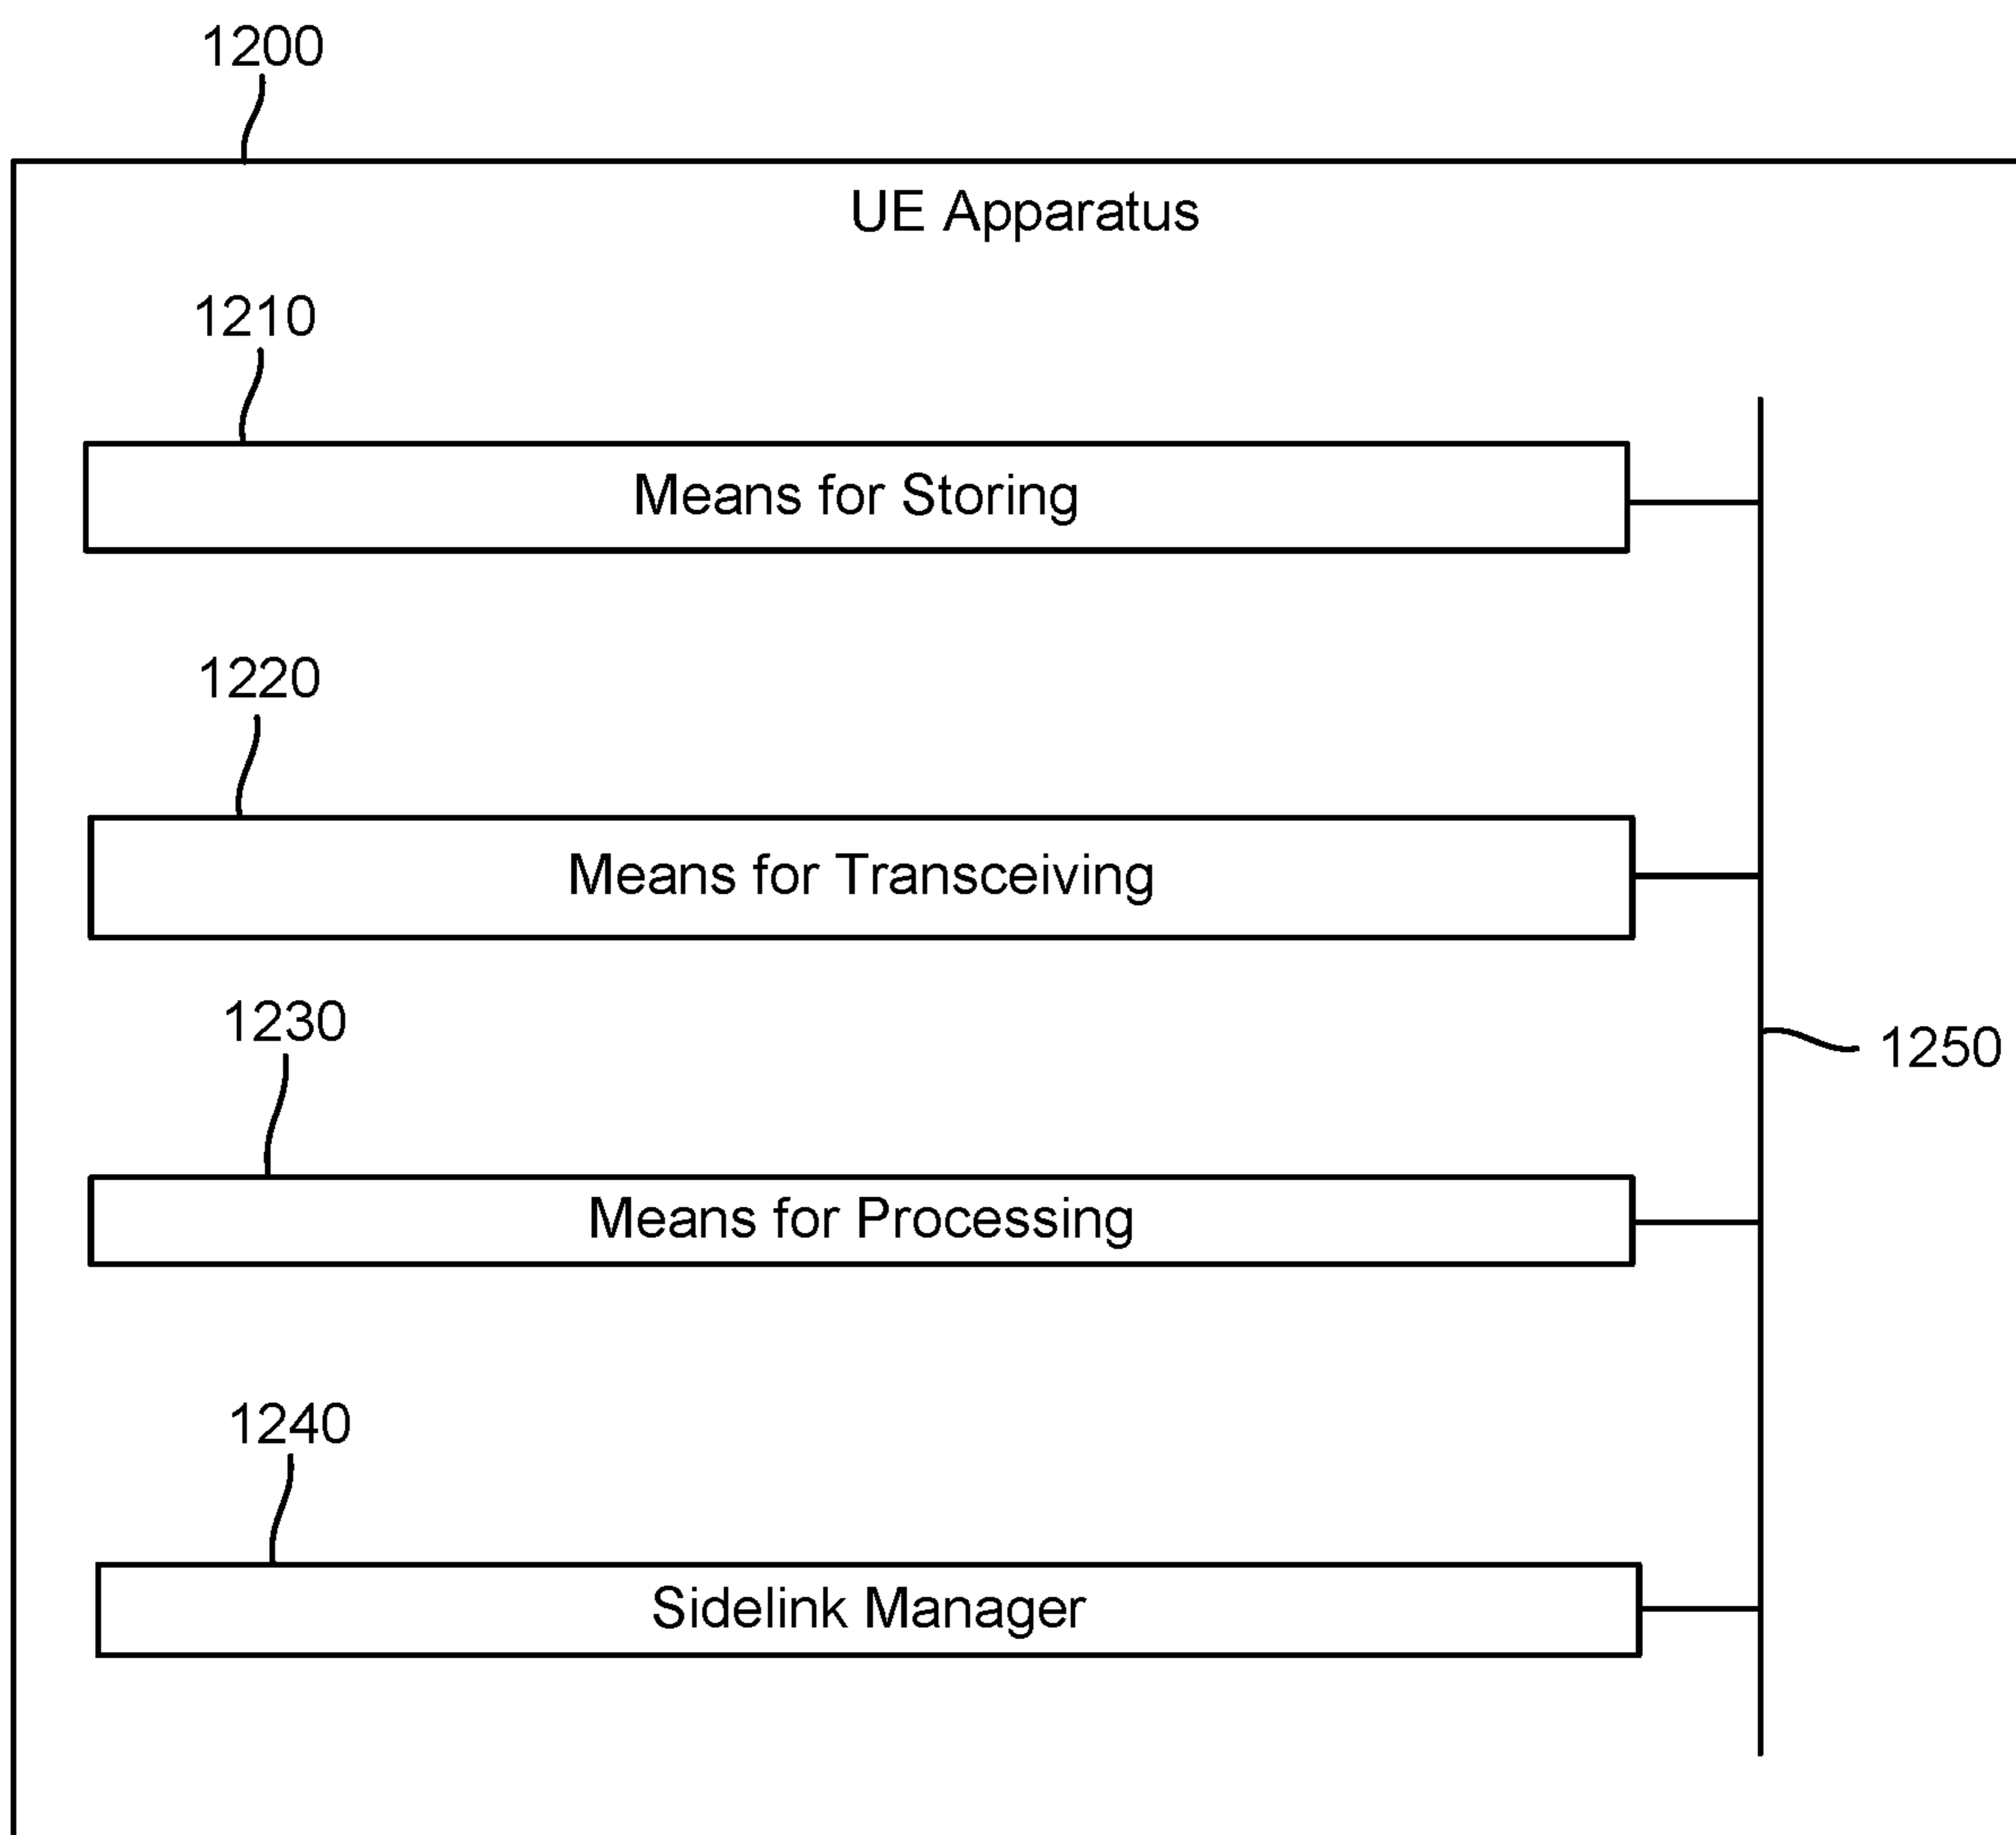 1200
UE Apparatus
1210
Means for Storing
1220
Means for Transceiving
1230
1250
Means for Processing
1240
Sidelink Manager